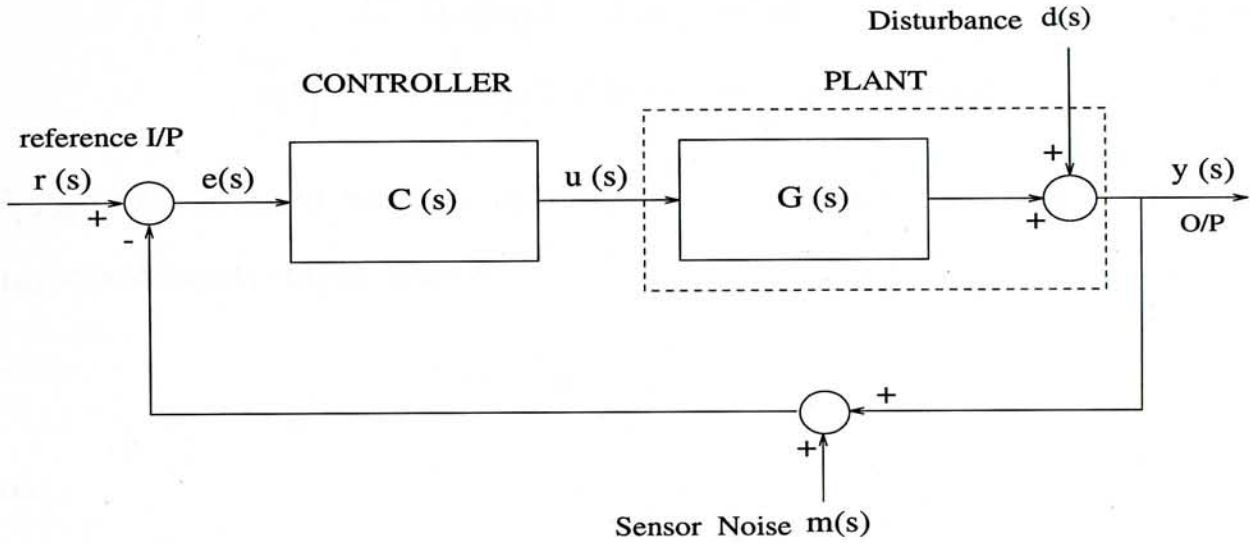 Disturbance d(s)
CONTROLLER
PLANT
reference I/P
r (s)
e(s)
C (s)
u (s)
G (s)
y (s)
O/P
+
-
+
+
+
+
Sensor Noise m(s)